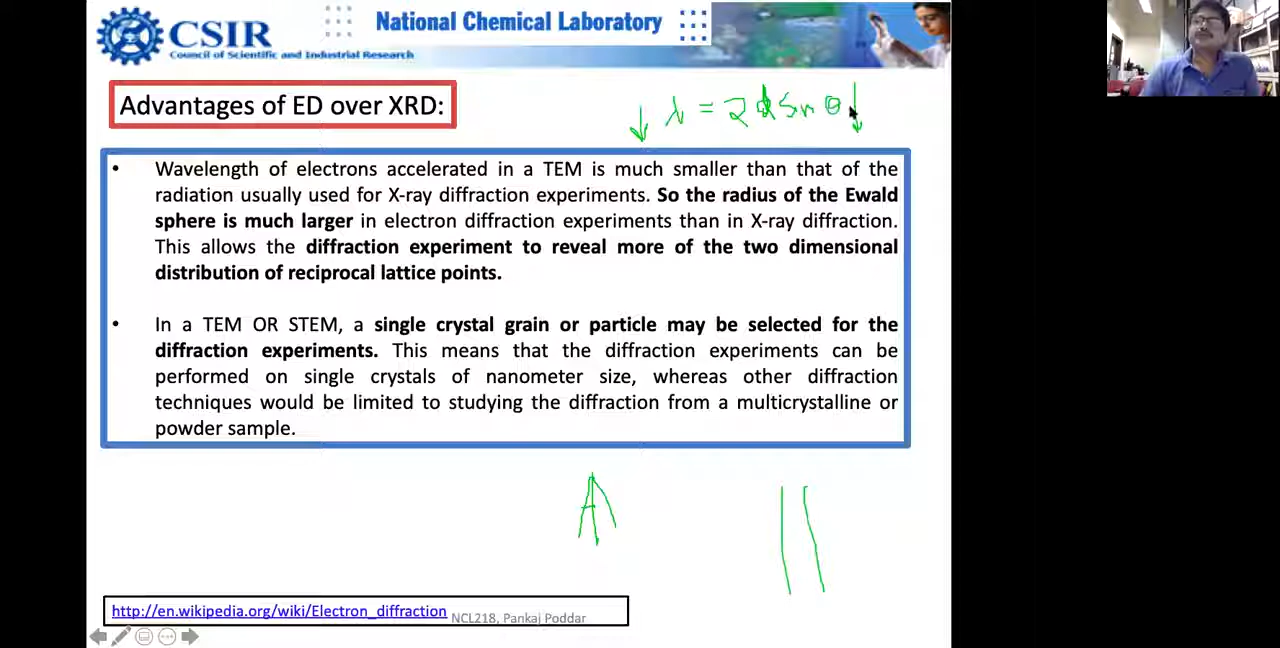 CSIR
Council of Scientific and Industrial Research
National Chemical Laboratory
Advantages of ED over XRD:
↓ λ = 2dSinθ ↓
• Wavelength of electrons accelerated in a TEM is much smaller than that of the
radiation usually used for X-ray diffraction experiments. So the radius of the Ewald
sphere is much larger in electron diffraction experiments than in X-ray diffraction.
This allows the diffraction experiment to reveal more of the two dimensional
distribution of reciprocal lattice points.
• In a TEM OR STEM, a single crystal grain or particle may be selected for the
diffraction experiments. This means that the diffraction experiments can be
performed on single crystals of nanometer size, whereas other diffraction
techniques would be limited to studying the diffraction from a multicrystalline or
powder sample.
http://en.wikipedia.org/wiki/Electron_diffraction
NCL218, Pankaj Poddar